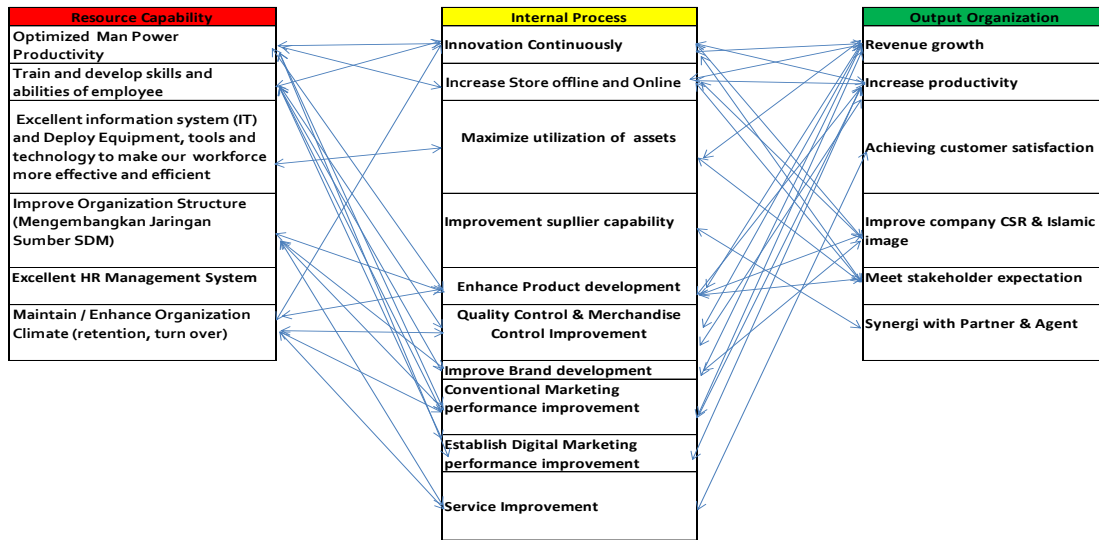 Resource Capability
Optimized Man Power
Productivity
Train and develop skills and
abilities of employee
Excellent information system (IT)
and Deploy Equipment, tools and
technology to make our workforce
more effective and efficient
Improve Organization Structure
(Mengembangkan Jaringan
Sumber SDM)
Excellent HR Management System
Maintain / Enhance Organization
Climate (retention, turn over)
Internal Process
Innovation Continuously
Increase Store offline and Online
Maximize utilization of assets
Improvement supllier capability
Enhance Product development
Quality Control & Merchandise
Control Improvement
Improve Brand development
Conventional Marketing
performance improvement
Establish Digital Marketing
performance improvement
Service Improvement
Output Organization
Revenue growth
Increase productivity
Achieving customer satisfaction
Improve company CSR & Islamic
image
Meet stakeholder expectation
Synergi with Partner & Agent